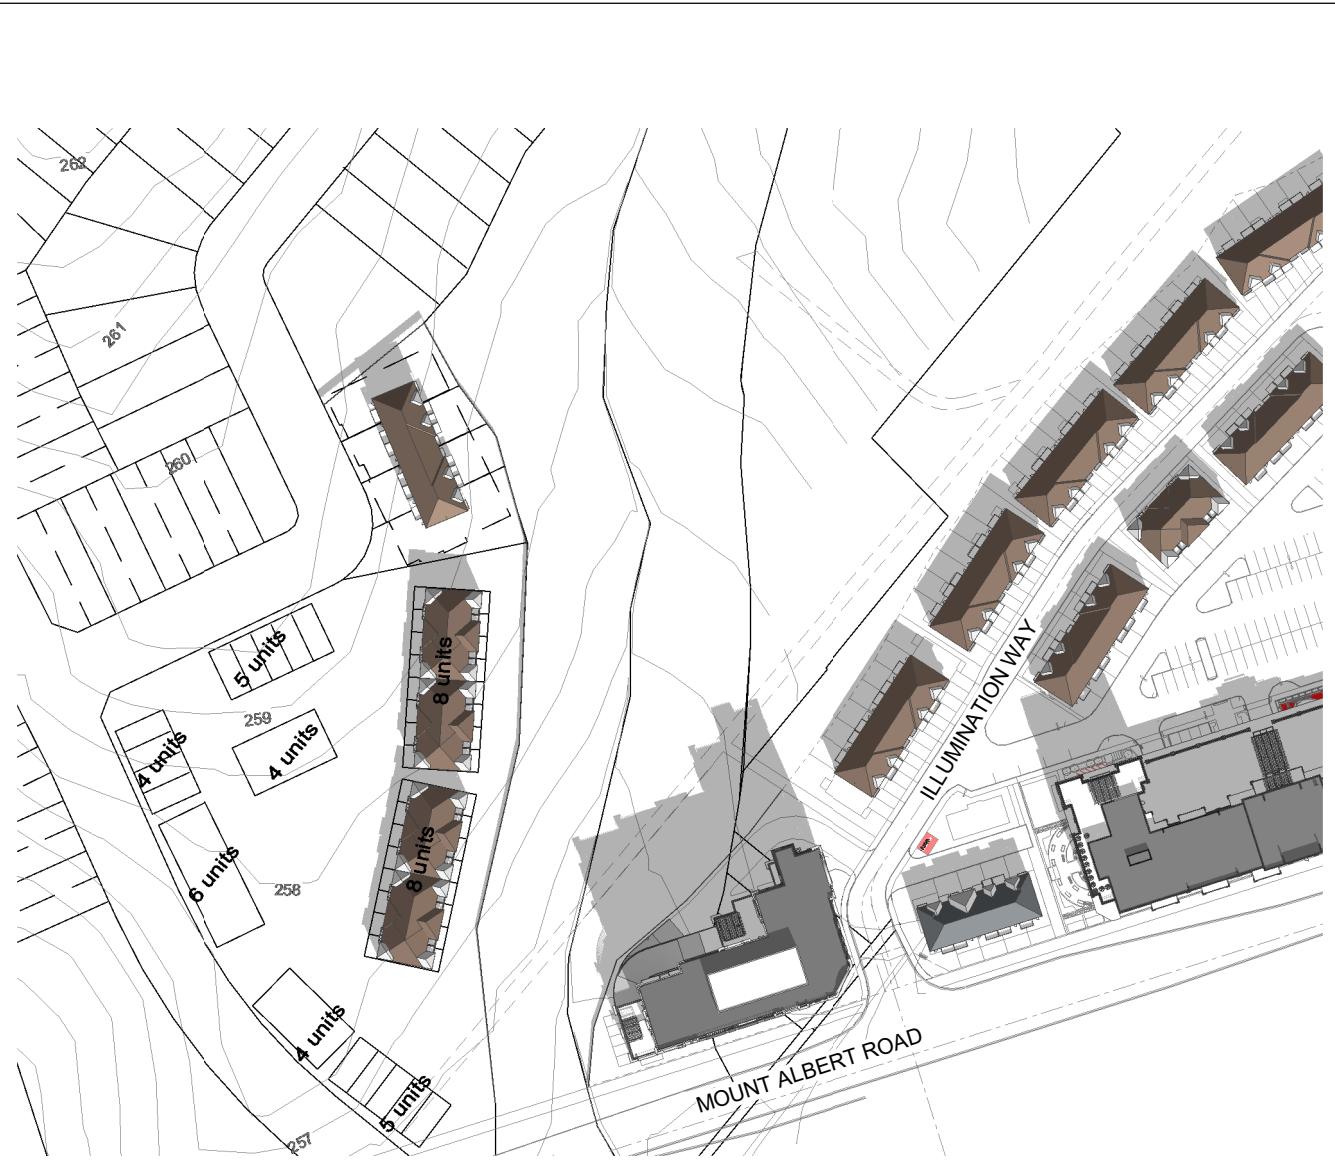 262
261
260
5 units
8 units
ILLUMINATION WAY
259
4 units
4 units
8 units
6 units
258
4 units
MOUNT ALBERT ROAD
5 units
257